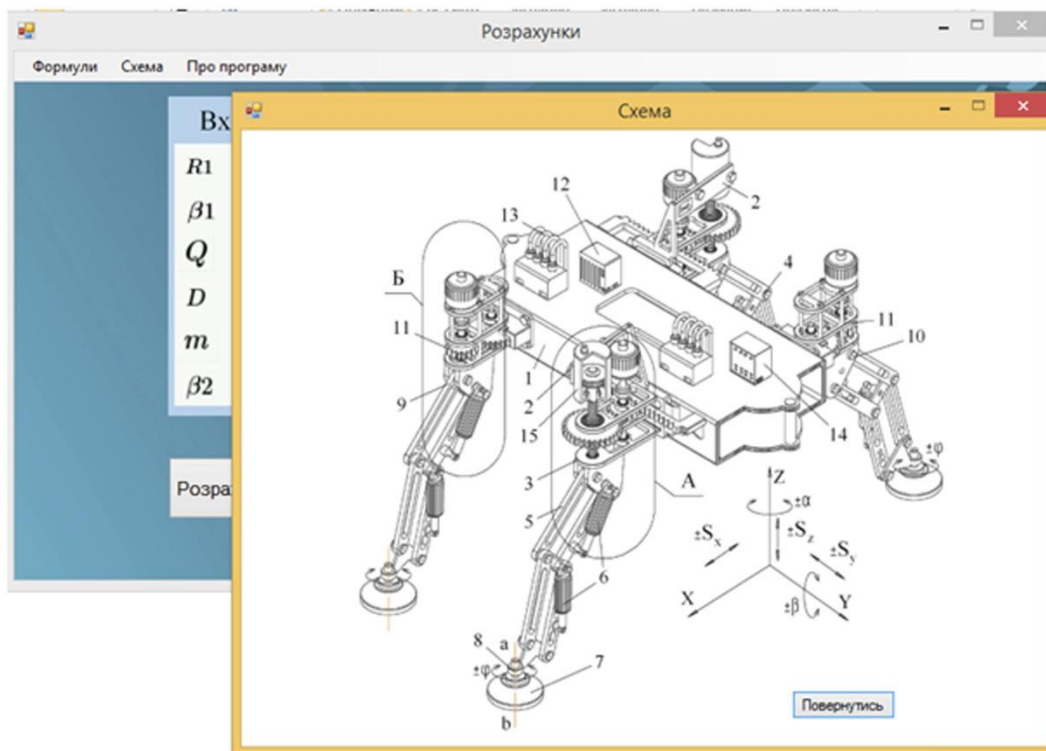 Розрахунки
Формули Схема Про програму
Вх
R1
β1
Q
D
m
β2
Схема
12
2
13
4
Б
11
11
10
1
9
2
15
14
±φ
3
А
Z
5
±α
±Sx
±Sz
±Sy
6
X
±β
Y
8
a
±φ
7
b
Повернутись